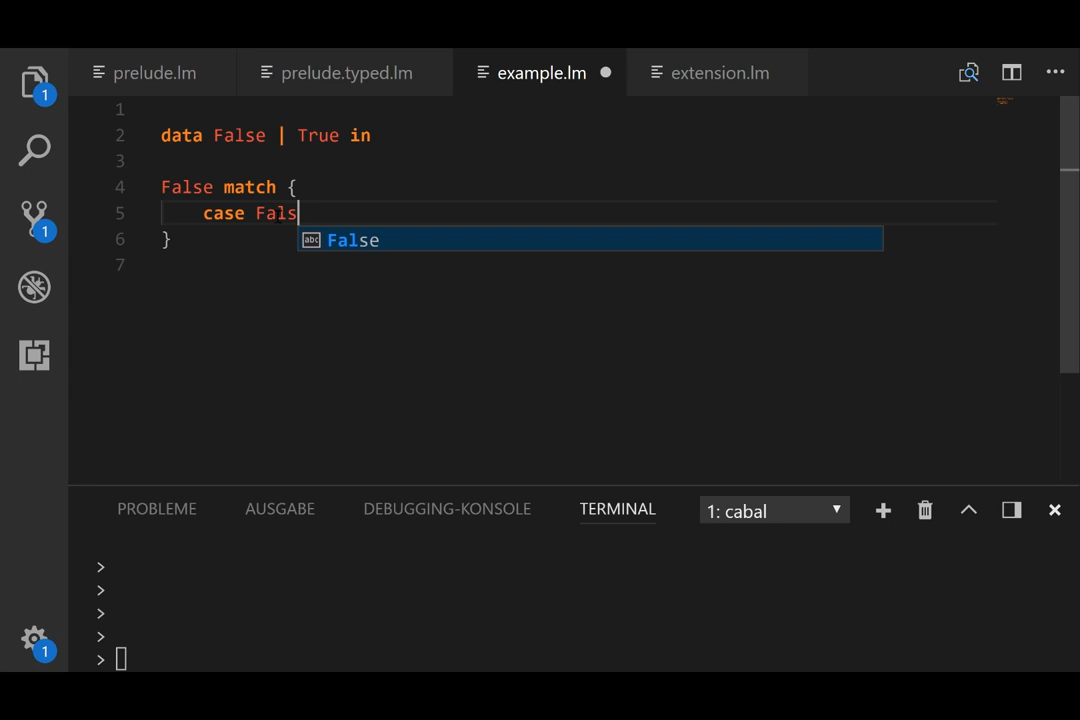 prelude.lm prelude.typed.lm example.lm extension.lm
1
1
2 data False | True in
3
4 False match {
5 case Fals
abc False
6 }
7
1
PROBLEME AUSGABE DEBUGGING-KONSOLE TERMINAL 1: cabal
>
>
>
>
>
1